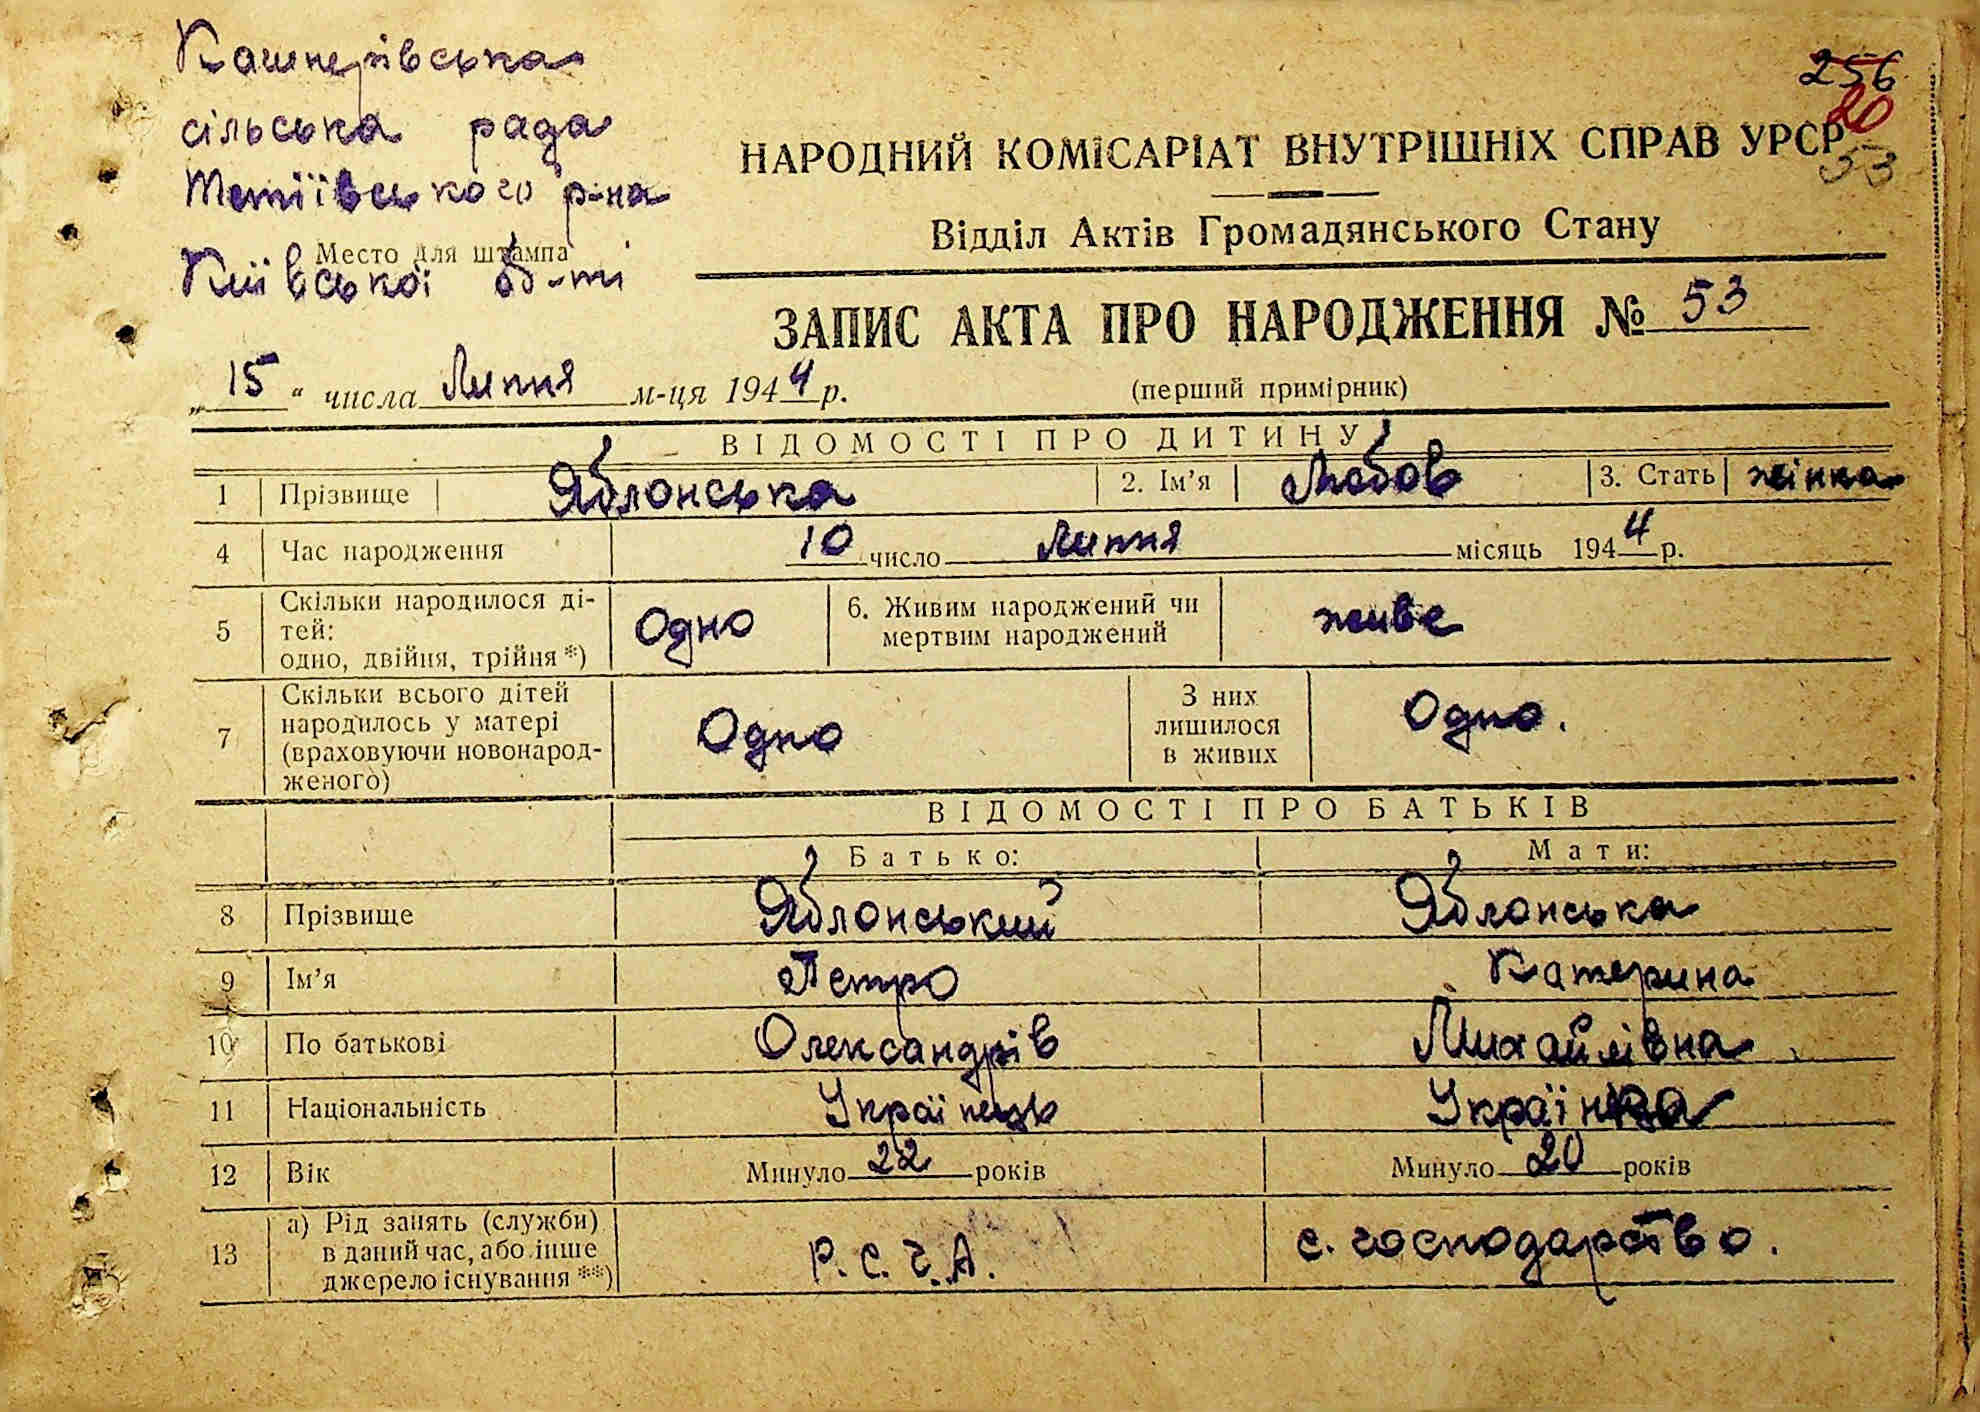 Кашперівська
сільська рада
Тетіївського р-на
Место для штампа
Київської об-ті
256
20
53
НАРОДНИЙ КОМІСАРІАТ ВНУТРІШНІХ СПРАВ УРСР
Відділ Актів Громадянського Стану
ЗАПИС АКТА ПРО НАРОДЖЕННЯ № 53
„15“ числа Липня м-ця 1944 р. (перший примірник)
ВІДОМОСТІ ПРО ДИТИНУ
1 Прізвище Яблонська 2. Ім’я Любов 3. Стать жінка
4 Час народження 10 число Липня місяць 1944 р.
5 Скільки народилося ді-
тей:
одно, двійня, трійня *) Одно 6. Живим народжений чи
мертвим народжений живе
7 Скільки всього дітей
народилось у матері
(враховуючи новонарод-
женого) Одно З них
лишилося
в живих Одно.
ВІДОМОСТІ ПРО БАТЬКІВ
Батько: Мати:
8 Прізвище Яблонський Яблонська
9 Ім’я Петро Катерина
10 По батькові Олександрів Михайлівна
11 Національність Українець Українка
12 Вік Минуло 22 років Минуло 20 років
13 а) Рід занять (служби)
в даний час, або інше
джерело існування **) Р. С. Ч. А. с. господарство.